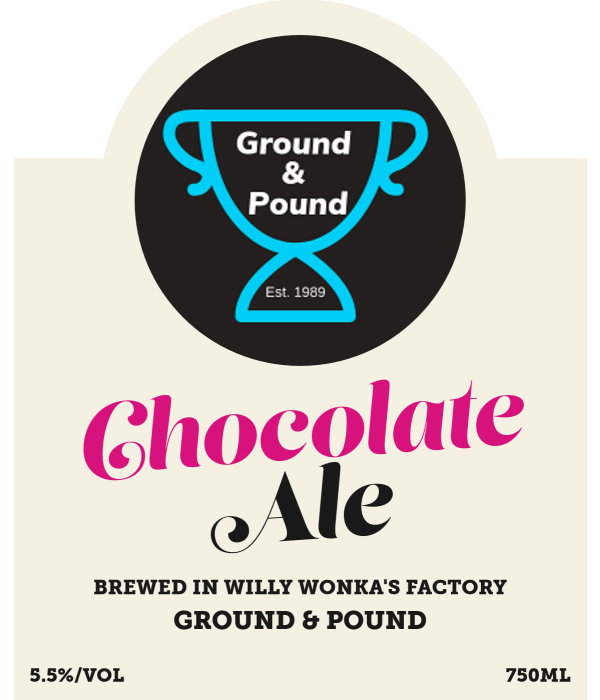 Ground
&
Pound
Est. 1989
Chocolate
Ale
BREWED IN WILLY WONKA'S FACTORY
GROUND & POUND
5.5%/VOL
750ML